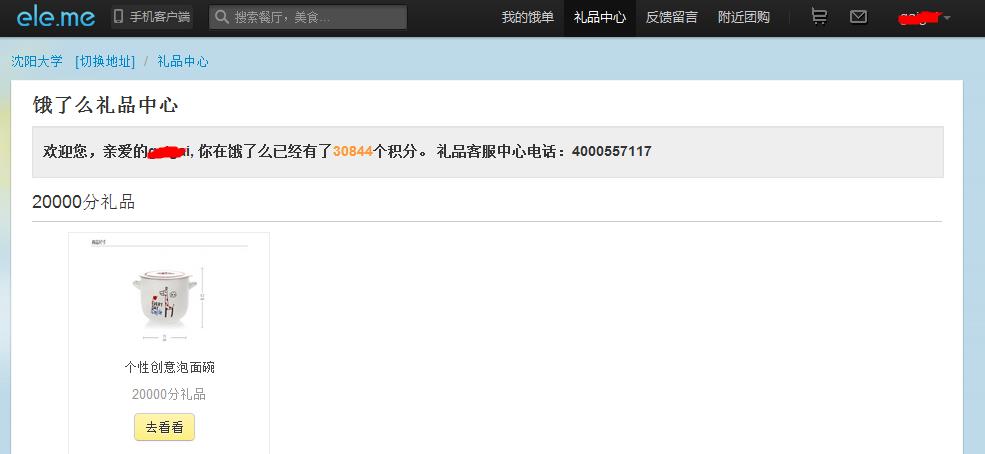 ele.me 手机客户端 搜索餐厅，美食... 我的饿单 礼品中心 反馈留言 附近团购
沈阳大学 [切换地址] / 礼品中心
饿了么礼品中心
欢迎您，亲爱的 你在饿了么已经有了30844个积分。礼品客服中心电话：4000557117
20000分礼品
个性创意泡面碗
20000分礼品
去看看